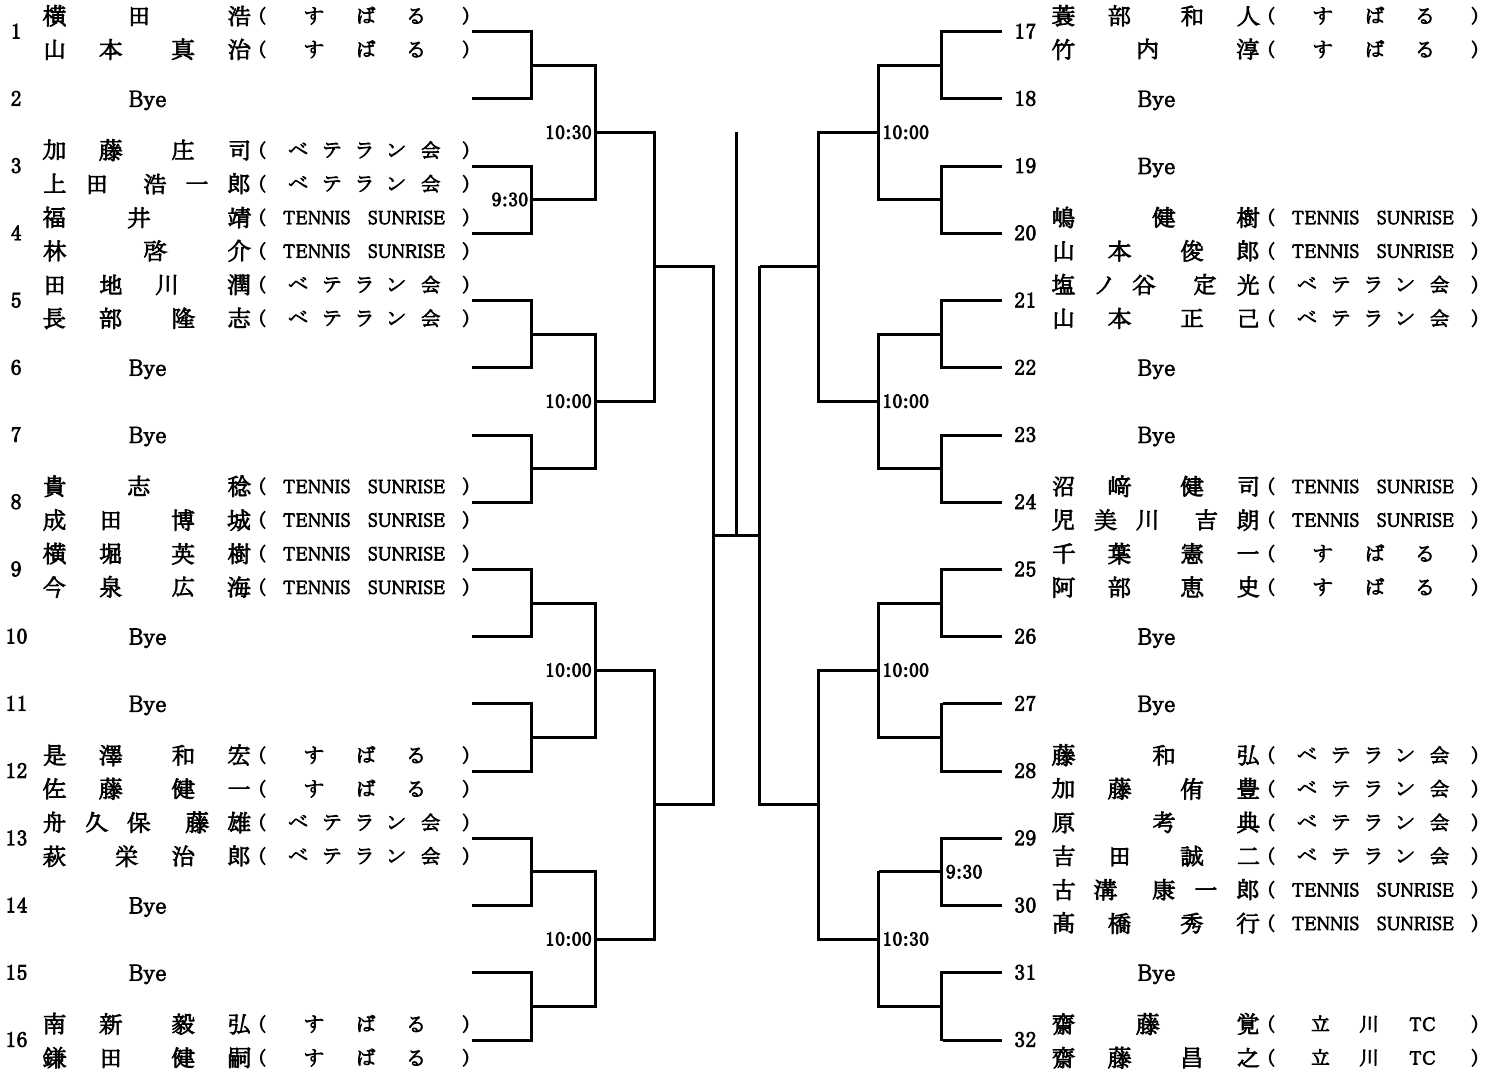 1 横田 浩 ( すばる )
山本 真治 ( すばる )
2 Bye
10:30
3 加藤 庄司 ( ベテラン会 )
上田 浩一郎 ( ベテラン会 )
9:30
4 福井 靖 ( TENNIS SUNRISE )
林 啓介 ( TENNIS SUNRISE )
5 田地川 潤 ( ベテラン会 )
長部 隆志 ( ベテラン会 )
6 Bye
10:00
7 Bye
8 貴志 稔 ( TENNIS SUNRISE )
成田 博城 ( TENNIS SUNRISE )
9 横堀 英樹 ( TENNIS SUNRISE )
今泉 広海 ( TENNIS SUNRISE )
10 Bye
10:00
11 Bye
12 是澤 和宏 ( すばる )
佐藤 健一 ( すばる )
13 舟久保 藤雄 ( ベテラン会 )
萩 栄治郎 ( ベテラン会 )
14 Bye
10:00
15 Bye
16 南新 毅弘 ( すばる )
鎌田 健嗣 ( すばる )
17 蓑部 和人 ( すばる )
竹内 淳 ( すばる )
18 Bye
10:00
19 Bye
20 嶋 健樹 ( TENNIS SUNRISE )
山本 俊郎 ( TENNIS SUNRISE )
21 塩ノ谷 定光 ( ベテラン会 )
山本 正己 ( ベテラン会 )
22 Bye
10:00
23 Bye
24 沼﨑 健司 ( TENNIS SUNRISE )
児美川 吉朗 ( TENNIS SUNRISE )
25 千葉 憲一 ( すばる )
阿部 恵史 ( すばる )
26 Bye
10:00
27 Bye
28 藤 和弘 ( ベテラン会 )
加藤 侑豊 ( ベテラン会 )
29 原 考典 ( ベテラン会 )
吉田 誠二 ( ベテラン会 )
9:30
30 古溝 康一郎 ( TENNIS SUNRISE )
髙橋 秀行 ( TENNIS SUNRISE )
10:30
31 Bye
32 齋藤 覚 ( 立川TC )
齋藤 昌之 ( 立川TC )